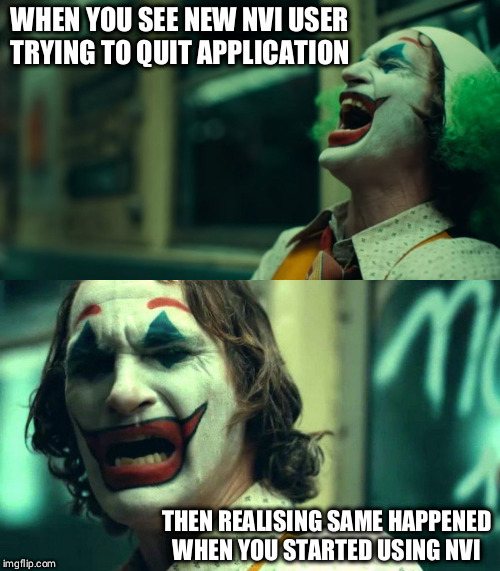 WHEN YOU SEE NEW NVI USER
TRYING TO QUIT APPLICATION
THEN REALISING SAME HAPPENED
WHEN YOU STARTED USING NVI
imgflip.com